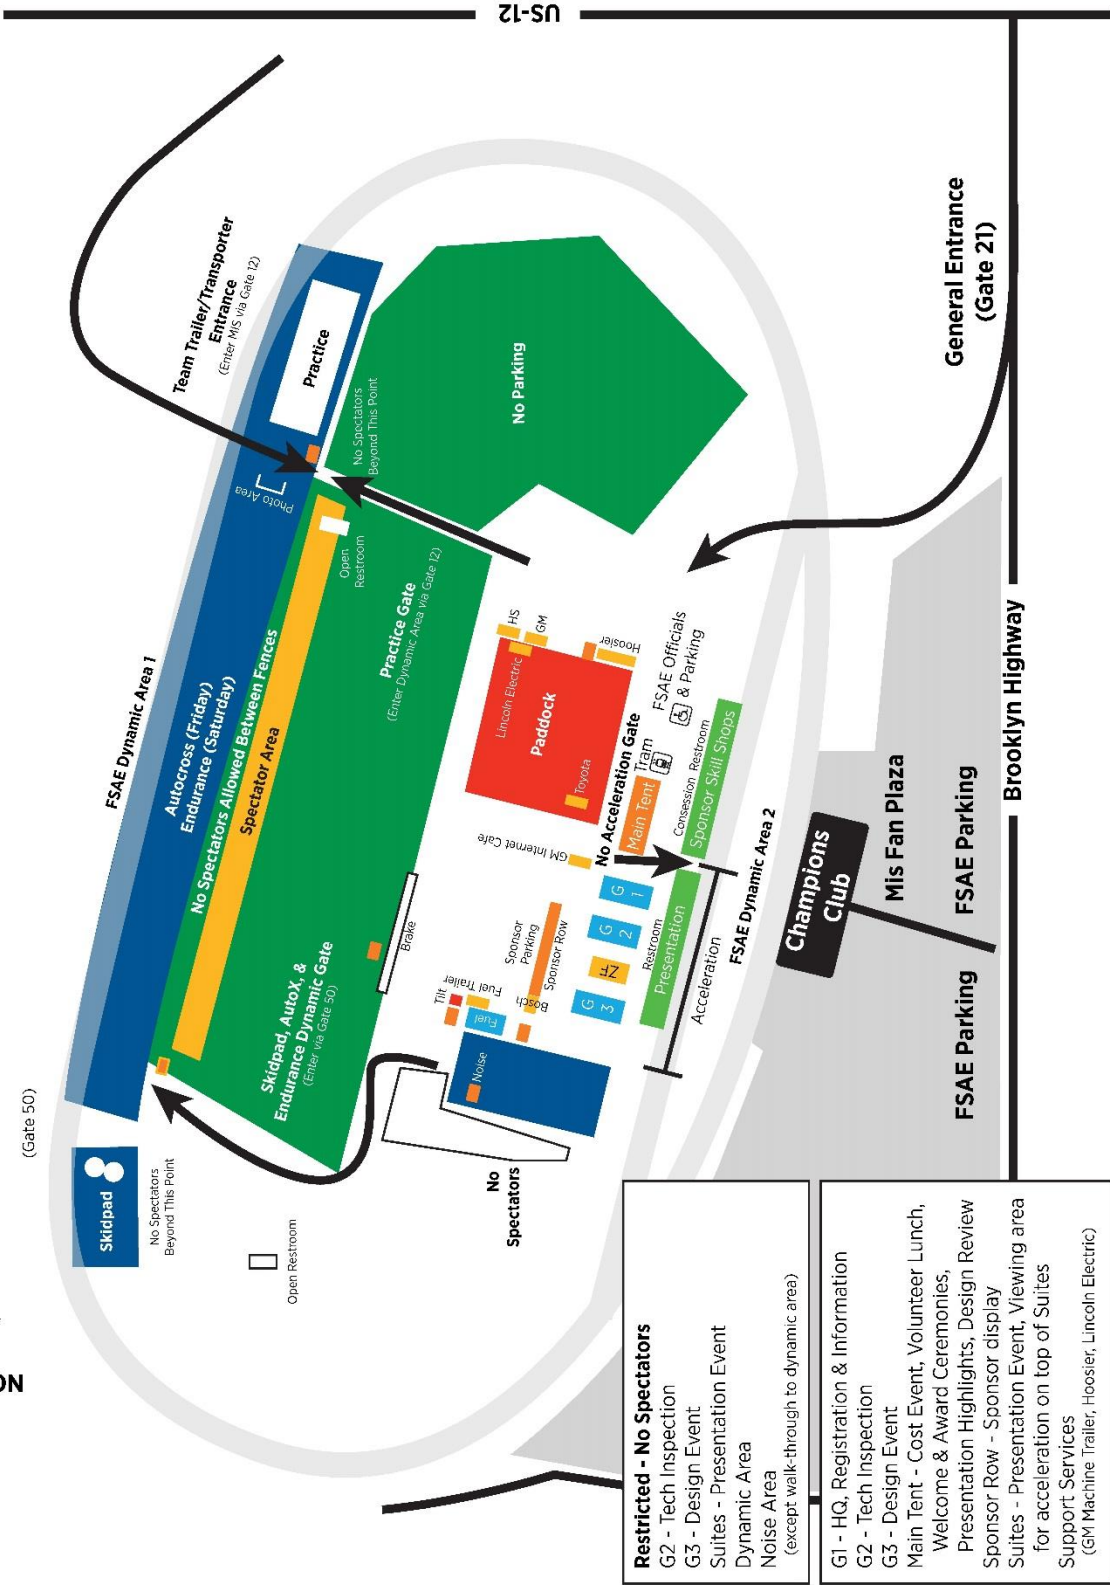 US-12
(Gate 50)
ON
FSAE Dynamic Area 1
Team Trailer/Transporter
Entrance
(Enter MIS via Gate 12)
Skidpad
No Spectators
Beyond This Point
Open Restroom
Autocross (Friday)
Endurance (Saturday)
No Spectators Allowed Between Fences
Spectator Area
Photo Area
Practice
Open
Restroom
No Spectators
Beyond This Point
No Parking
Skidpad, AutoX, &
Endurance Dynamic Gate
(Enter via Gate 50)
Practice Gate
(Enter Dynamic Area via Gate 12)
Brake
Tilt
Fuel Trailer
Fuel
Noise
No
Spectators
Bosch
Sponsor
Parking
Sponsor Row
GM Internet Cafe
Lincoln Electric
HS
GM
Paddock
Toyota
Hoosier
No Acceleration Gate
G
3
ZF
G
2
G
1
Main Tent
Tram
FSAE Officials
& Parking
Restroom
Presentation
Consession
Restroom
Sponsor Skill Shops
Acceleration
FSAE Dynamic Area 2
General Entrance
(Gate 21)
Champions
Club
Mis Fan Plaza
FSAE Parking
FSAE Parking
Brooklyn Highway
Restricted - No Spectators
G2 - Tech Inspection
G3 - Design Event
Suites - Presentation Event
Dynamic Area
Noise Area
(except walk-through to dynamic area)
G1 - HQ, Registration & Information
G2 - Tech Inspection
G3 - Design Event
Main Tent - Cost Event, Volunteer Lunch,
Welcome & Award Ceremonies,
Presentation Highlights, Design Review
Sponsor Row - Sponsor display
Suites - Presentation Event, Viewing area
for acceleration on top of Suites
Support Services
(GM Machine Trailer, Hoosier, Lincoln Electric)